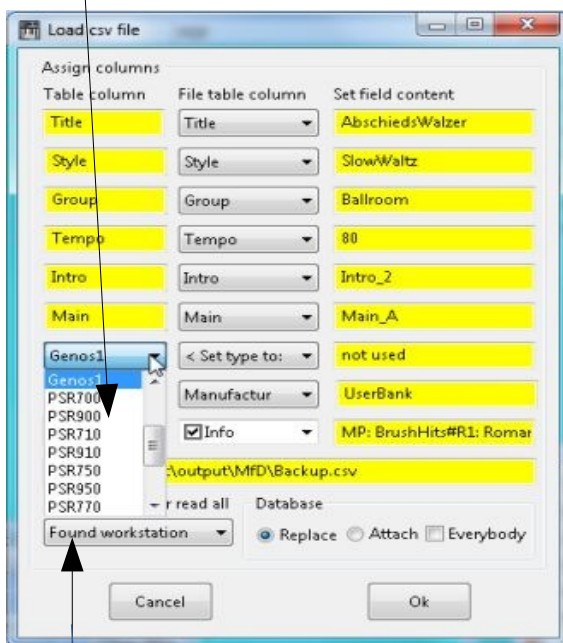 Load csv file
Assign columns
Table column File table column Set field content
Title Title AbschiedsWalzer
Style Style SlowWaltz
Group Group Ballroom
Tempo Tempo 80
Intro Intro Intro_2
Main Main Main_A
Genos1 < Set type to: not used
Genos1
PSR700 Manufactur UserBank
PSR900
PSR710 Info MP: BrushHits#R1: Romar
PSR910
PSR750 \output\MfD\Backup.csv
PSR950
PSR770 r read all Database
Found workstation Replace Attach Everybody
Cancel Ok